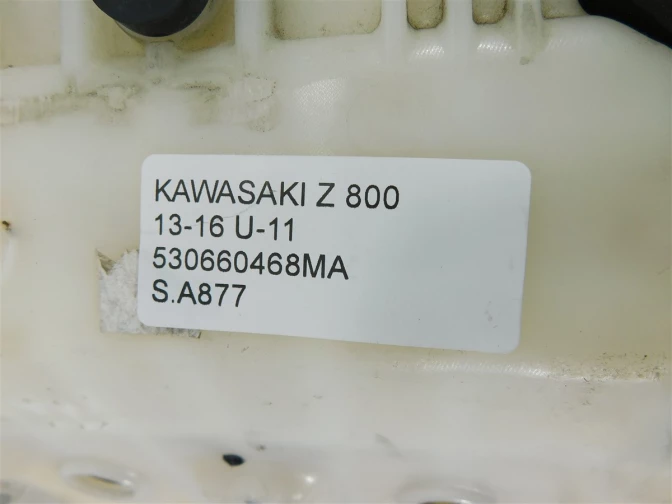 KAWASAKI Z 800
13-16 U-11
530660468MA
S.A877